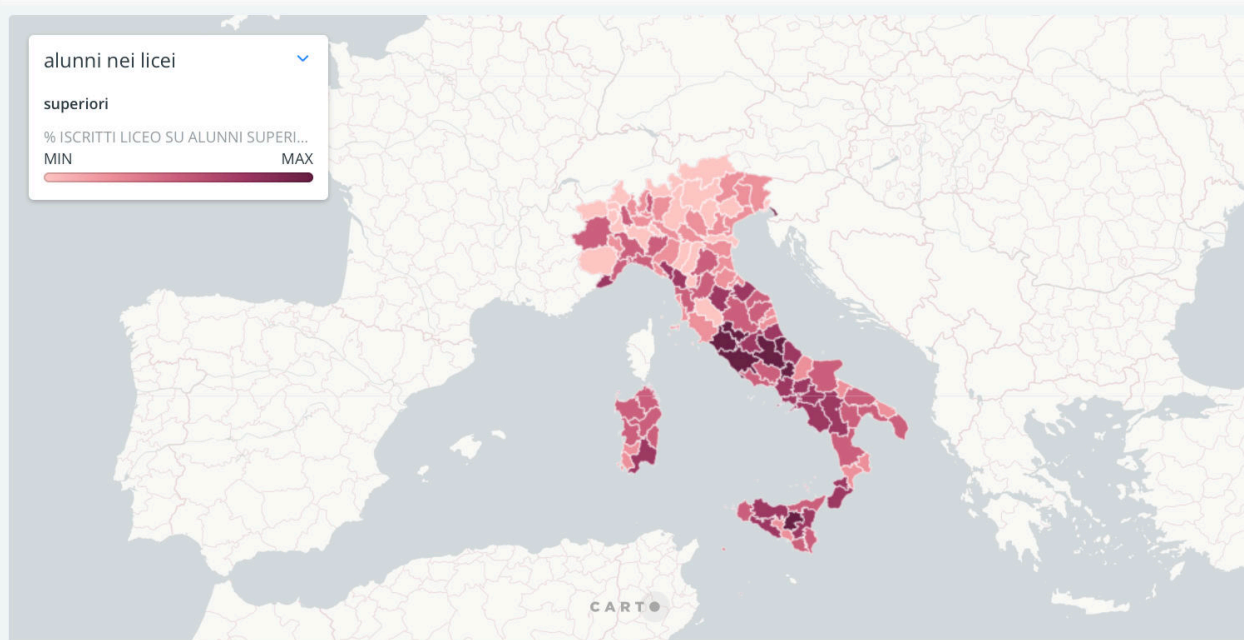 alunni nei licei
superiori
% ISCRITTI LICEO SU ALUNNI SUPERI...
MIN MAX
CARTO